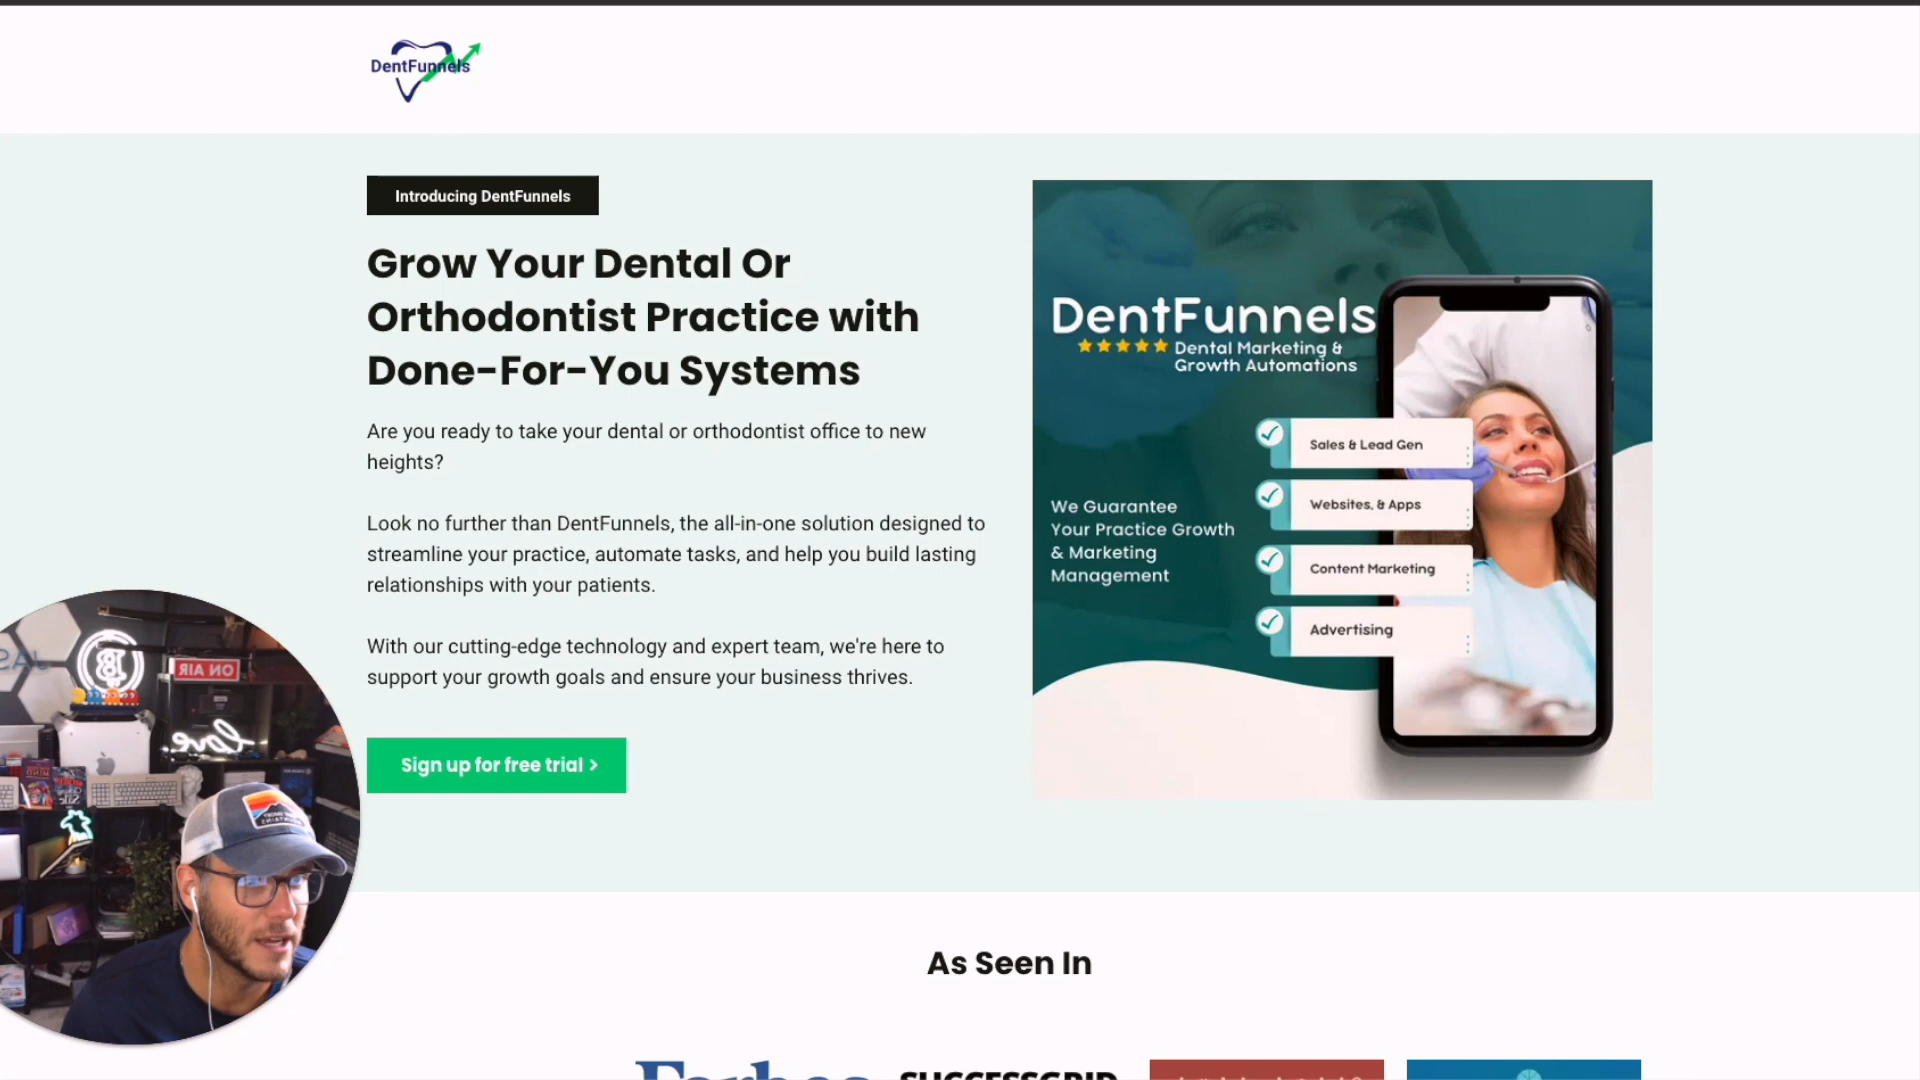 DentFunnels
Introducing DentFunnels
Grow Your Dental Or
Orthodontist Practice with
Done-For-You Systems
Are you ready to take your dental or orthodontist office to new
heights?
Look no further than DentFunnels, the all-in-one solution designed to
streamline your practice, automate tasks, and help you build lasting
relationships with your patients.
With our cutting-edge technology and expert team, we're here to
support your growth goals and ensure your business thrives.
Sign up for free trial
DentFunnels
Dental Marketing &
Growth Automations
Sales & Lead Gen
Websites, & Apps
Content Marketing
Advertising
We Guarantee
Your Practice Growth
& Marketing
Management
ON AIR
love
As Seen In
Forbes
SUCCESSGRID